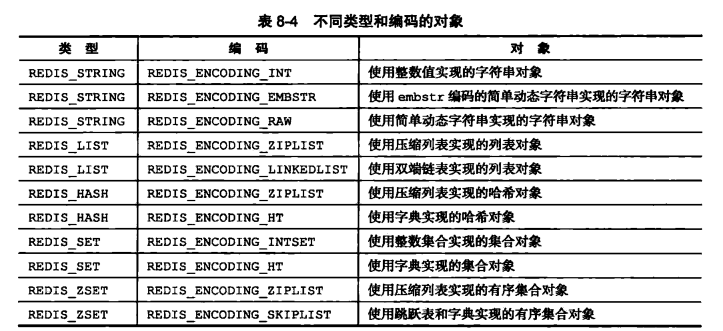 表 8-4 不同类型和编码的对象
类 型 编 码 对 象
REDIS_STRING REDIS_ENCODING_INT 使用整数值实现的字符串对象
REDIS_STRING REDIS_ENCODING_EMBSTR 使用 embstr 编码的简单动态字符串实现的字符串对象
REDIS_STRING REDIS_ENCODING_RAW 使用简单动态字符串实现的字符串对象
REDIS_LIST REDIS_ENCODING_ZIPLIST 使用压缩列表实现的列表对象
REDIS_LIST REDIS_ENCODING_LINKEDLIST 使用双端链表实现的列表对象
REDIS_HASH REDIS_ENCODING_ZIPLIST 使用压缩列表实现的哈希对象
REDIS_HASH REDIS_ENCODING_HT 使用字典实现的哈希对象
REDIS_SET REDIS_ENCODING_INTSET 使用整数集合实现的集合对象
REDIS_SET REDIS_ENCODING_HT 使用字典实现的集合对象
REDIS_ZSET REDIS_ENCODING_ZIPLIST 使用压缩列表实现的有序集合对象
REDIS_ZSET REDIS_ENCODING_SKIPLIST 使用跳跃表和字典实现的有序集合对象